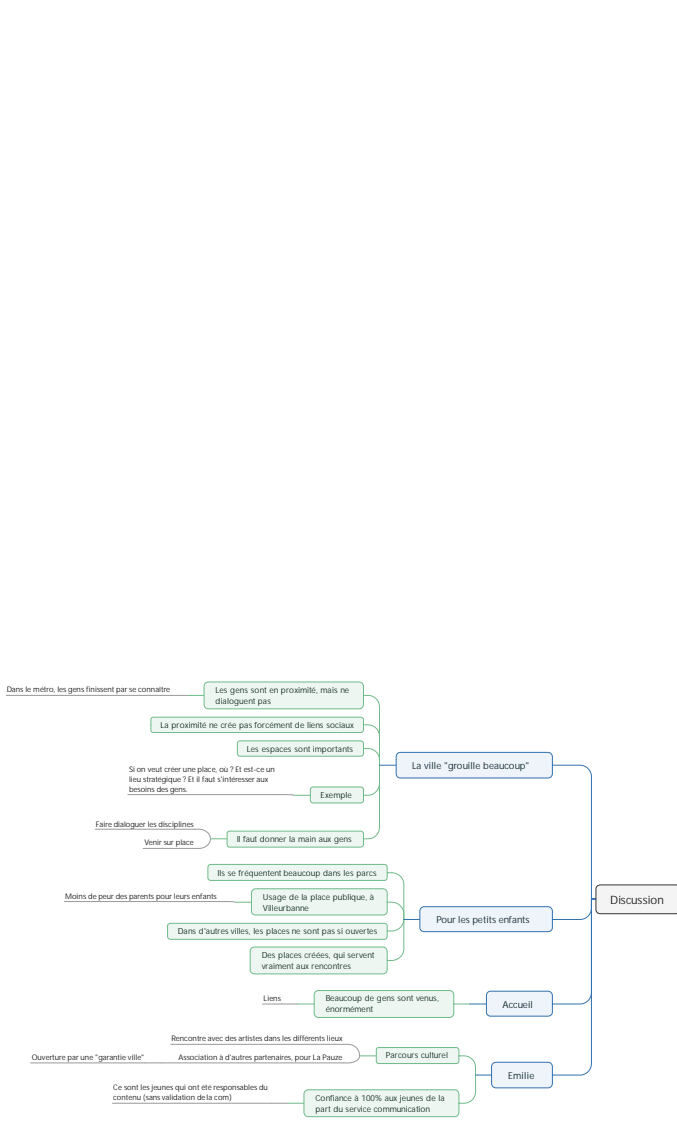 Dans le métro, les gens finissent par se connaitre
Les gens sont en proximité, mais ne
dialoguent pas
La proximité ne crée pas forcément de liens sociaux
Les espaces sont importants
Si on veut créer une place, où ? Et est-ce un
lieu stratégique ? Et il faut s'intéresser aux
besoins des gens.
Exemple
Faire dialoguer les disciplines
Venir sur place
Il faut donner la main aux gens
La ville "grouille beaucoup"
Ils se fréquentent beaucoup dans les parcs
Moins de peur des parents pour leurs enfants
Usage de la place publique, à
Villeurbanne
Dans d'autres villes, les places ne sont pas si ouvertes
Des places créées, qui servent
vraiment aux rencontres
Pour les petits enfants
Discussion
Liens
Beaucoup de gens sont venus,
énormément
Accueil
Rencontre avec des artistes dans les différents lieux
Ouverture par une "garantie ville"
Association à d'autres partenaires, pour La Pauze
Parcours culturel
Ce sont les jeunes qui ont été responsables du
contenu (sans validation de la com)
Confiance à 100% aux jeunes de la
part du service communication
Emilie